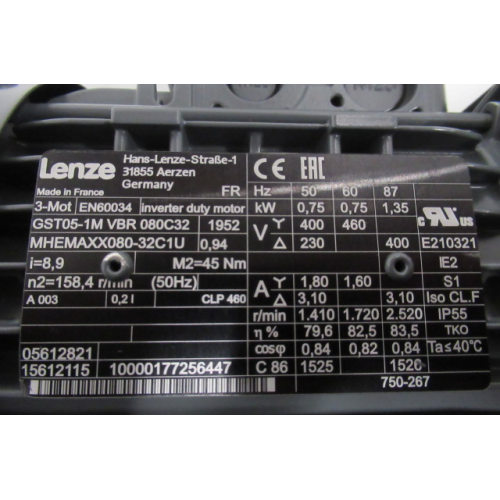 Lenze
Hans-Lenze-Straße-1
31855 Aerzen
Germany
Made in France
FR
3-Mot EN60034 inverter duty motor
GST05-1M VBR 080C32 1952
MHEMAXX080-32C1U 0,94
i=8,9 M2=45 Nm
n2=158,4 r/min (50Hz)
A 003 0,2 l CLP 460
05612821
15612115 10000177256447
CE EAC
Hz 50 60 87
kW 0,75 0,75 1,35
V Y 400 460
Δ 230 400 E210321
IE2
A Y 1,80 1,60 S1
Δ 3,10 3,10 Iso CL.F
r/min 1.410 1.720 2.520 IP55
η % 79,6 82,5 83,5 TKO
cosφ 0,84 0,82 0,84 Ta≤40°C
C 86 1525 1520
750-267
c RU us